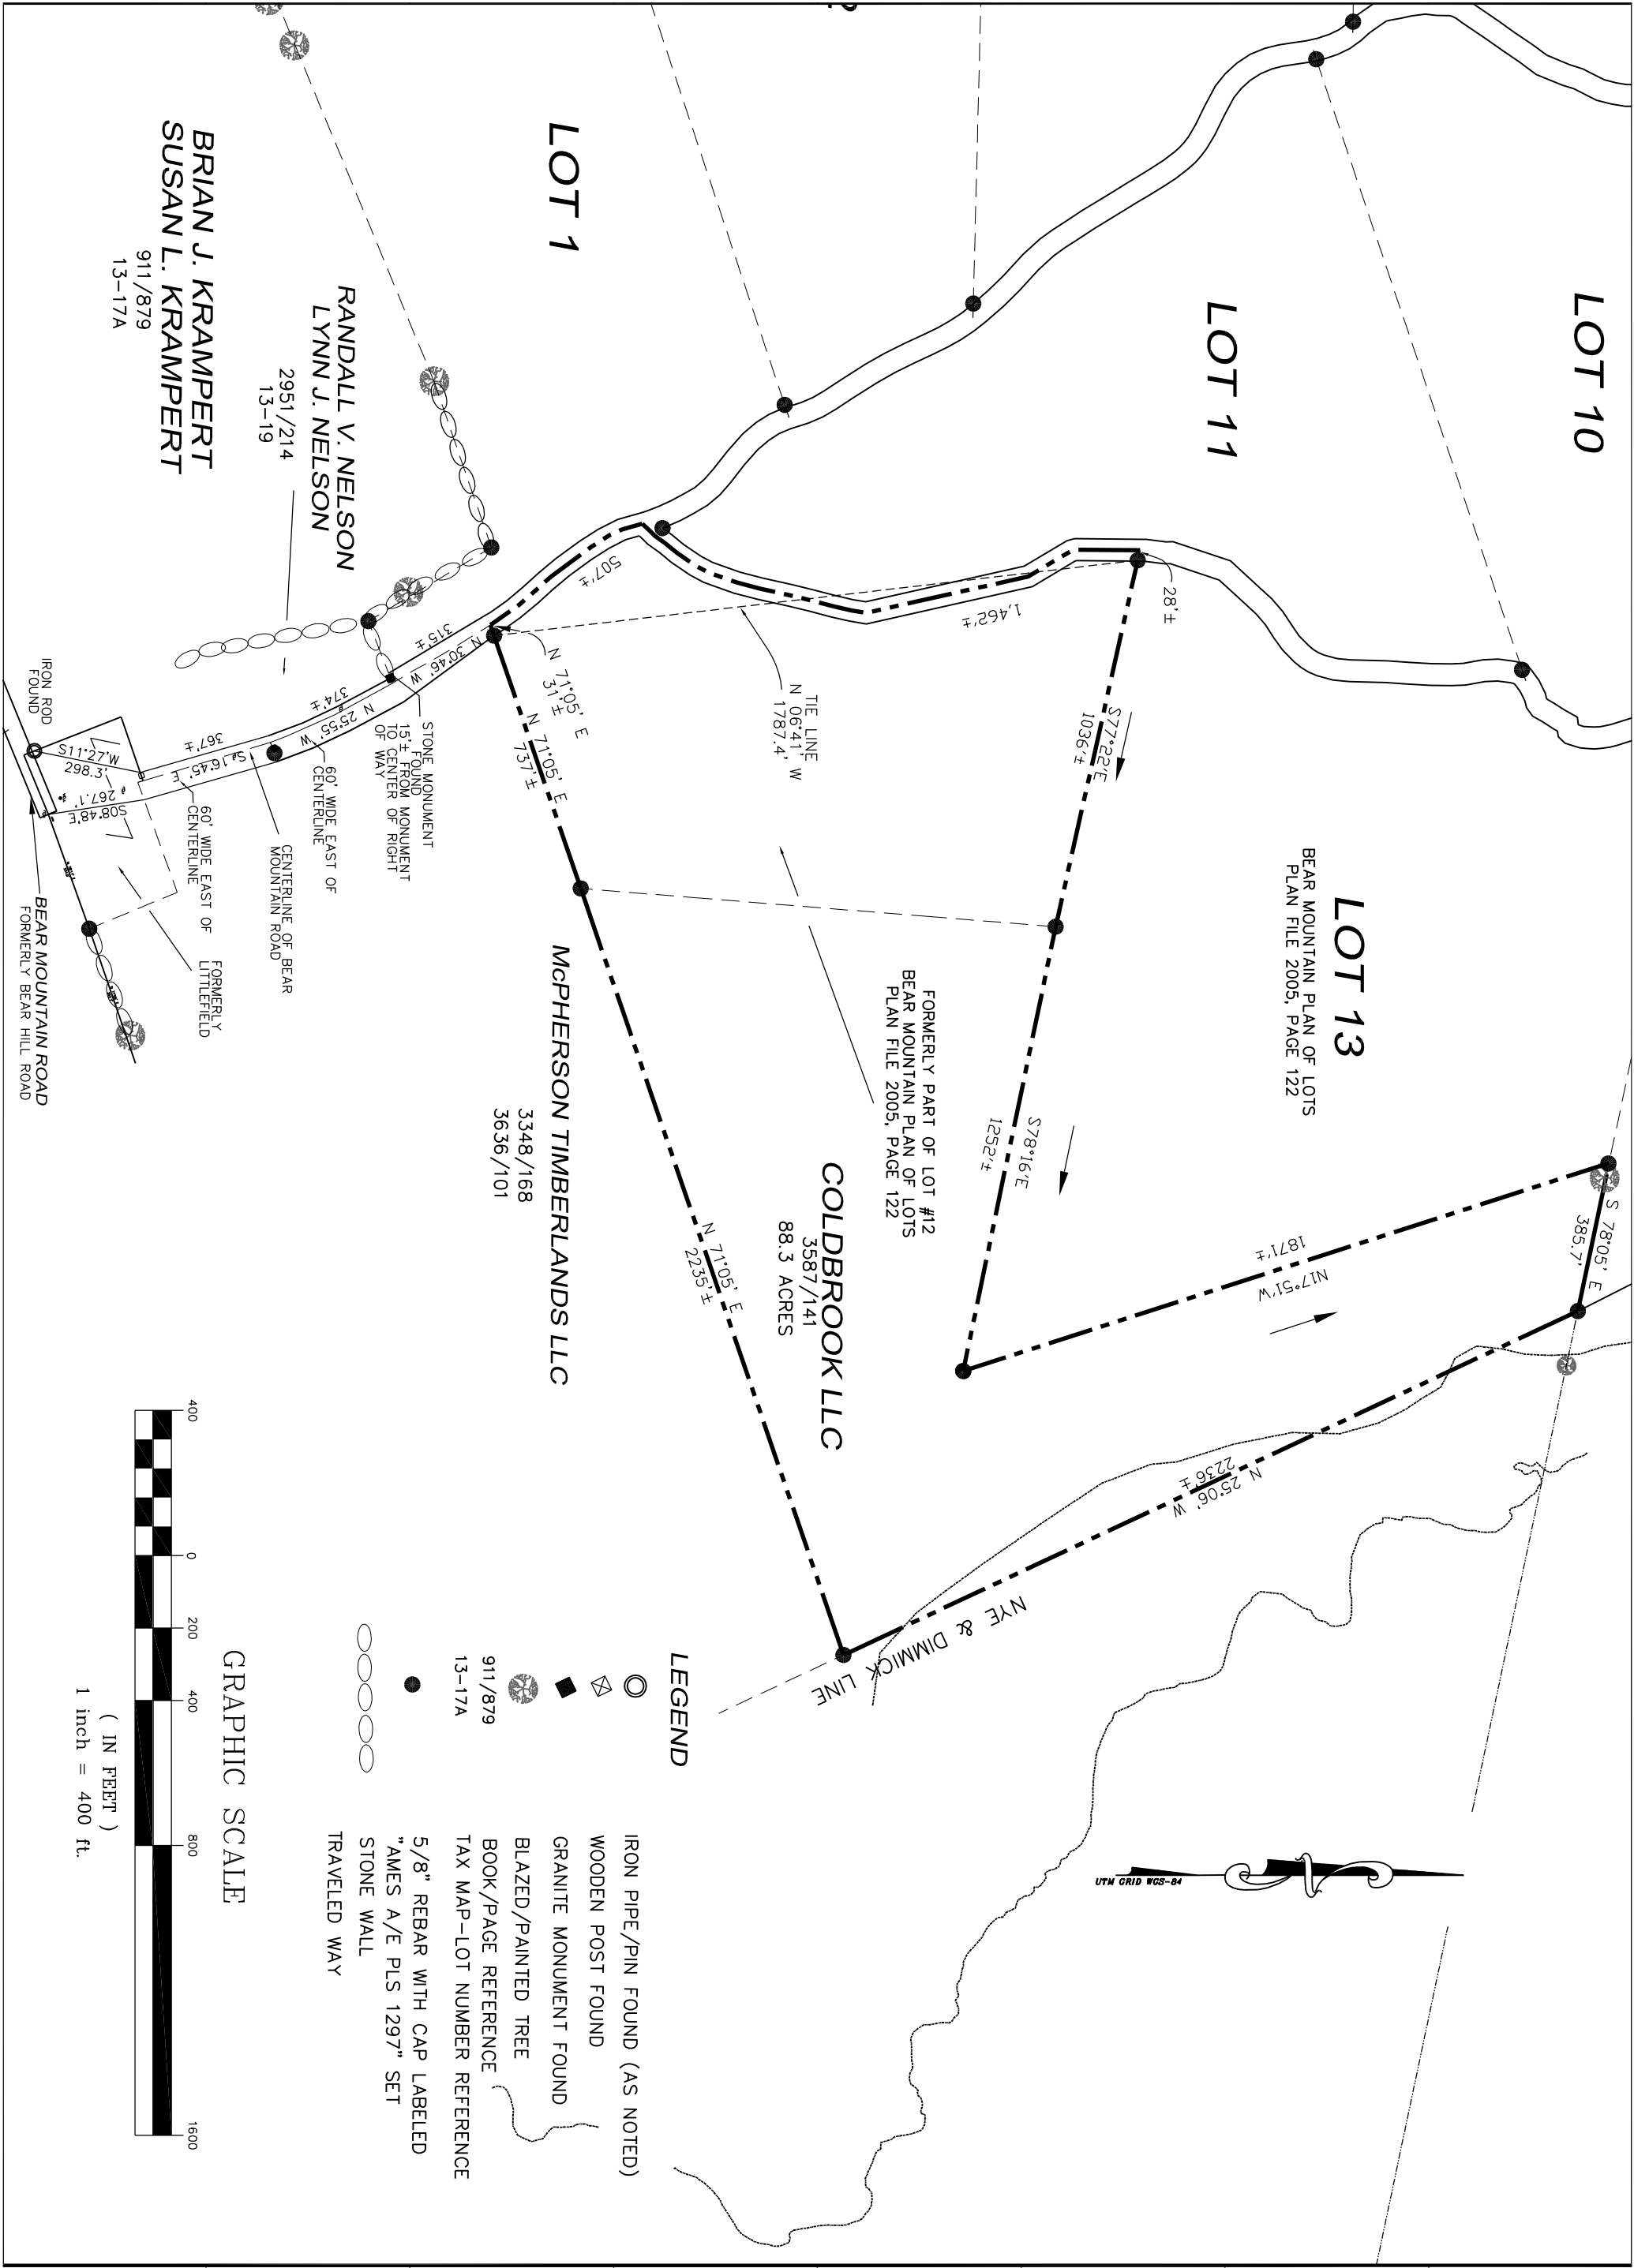 LOT 10
LOT 11
LOT 1
LOT 13
BEAR MOUNTAIN PLAN OF LOTS
PLAN FILE 2005, PAGE 122
BRIAN J. KRAMPERT
SUSAN L. KRAMPERT
911/879
13-17A
RANDALL V. NELSON
LYNN J. NELSON
2951/214
13-19
28'±
1,462'±
507'±
TIE LINE
N 06°41' W
1787.4'
S77°22'E
1036'±
S78°16'E
1252'±
1871'±
N17°51'W
S 78°05' E
385.7'
N 25°06' W
2236'±
NYE & DIMMICK LINE
FORMERLY PART OF LOT #12
BEAR MOUNTAIN PLAN OF LOTS
PLAN FILE 2005, PAGE 122
COLDBROOK LLC
3587/141
88.3 ACRES
N 71°05' E
31'±
N 71°05' E
737'±
N 71°05' E
2235'±
McPHERSON TIMBERLANDS LLC
3348/168
3636/101
315'±
N 30°46' W
STONE MONUMENT
FOUND
15'± FROM MONUMENT
TO CENTER OF RIGHT
OF WAY
374'±
N 25°55' W
60' WIDE EAST OF
CENTERLINE
CENTERLINE OF BEAR
MOUNTAIN ROAD
367'±
S 16°45' E
60' WIDE EAST OF
CENTERLINE
FORMERLY
LITTLEFIELD
IRON ROD
FOUND
S11°27'W
298.3'
267.1'
S08°48'E
BEAR MOUNTAIN ROAD
FORMERLY BEAR HILL ROAD
LEGEND
IRON PIPE/PIN FOUND (AS NOTED)
WOODEN POST FOUND
GRANITE MONUMENT FOUND
BLAZED/PAINTED TREE
911/879 BOOK/PAGE REFERENCE
13-17A TAX MAP-LOT NUMBER REFERENCE
5/8" REBAR WITH CAP LABELED
"AMES A/E PLS 1297" SET
STONE WALL
TRAVELED WAY
UTM GRID WGS-84
GRAPHIC SCALE
400 0 200 400 800 1600
( IN FEET )
1 inch = 400 ft.